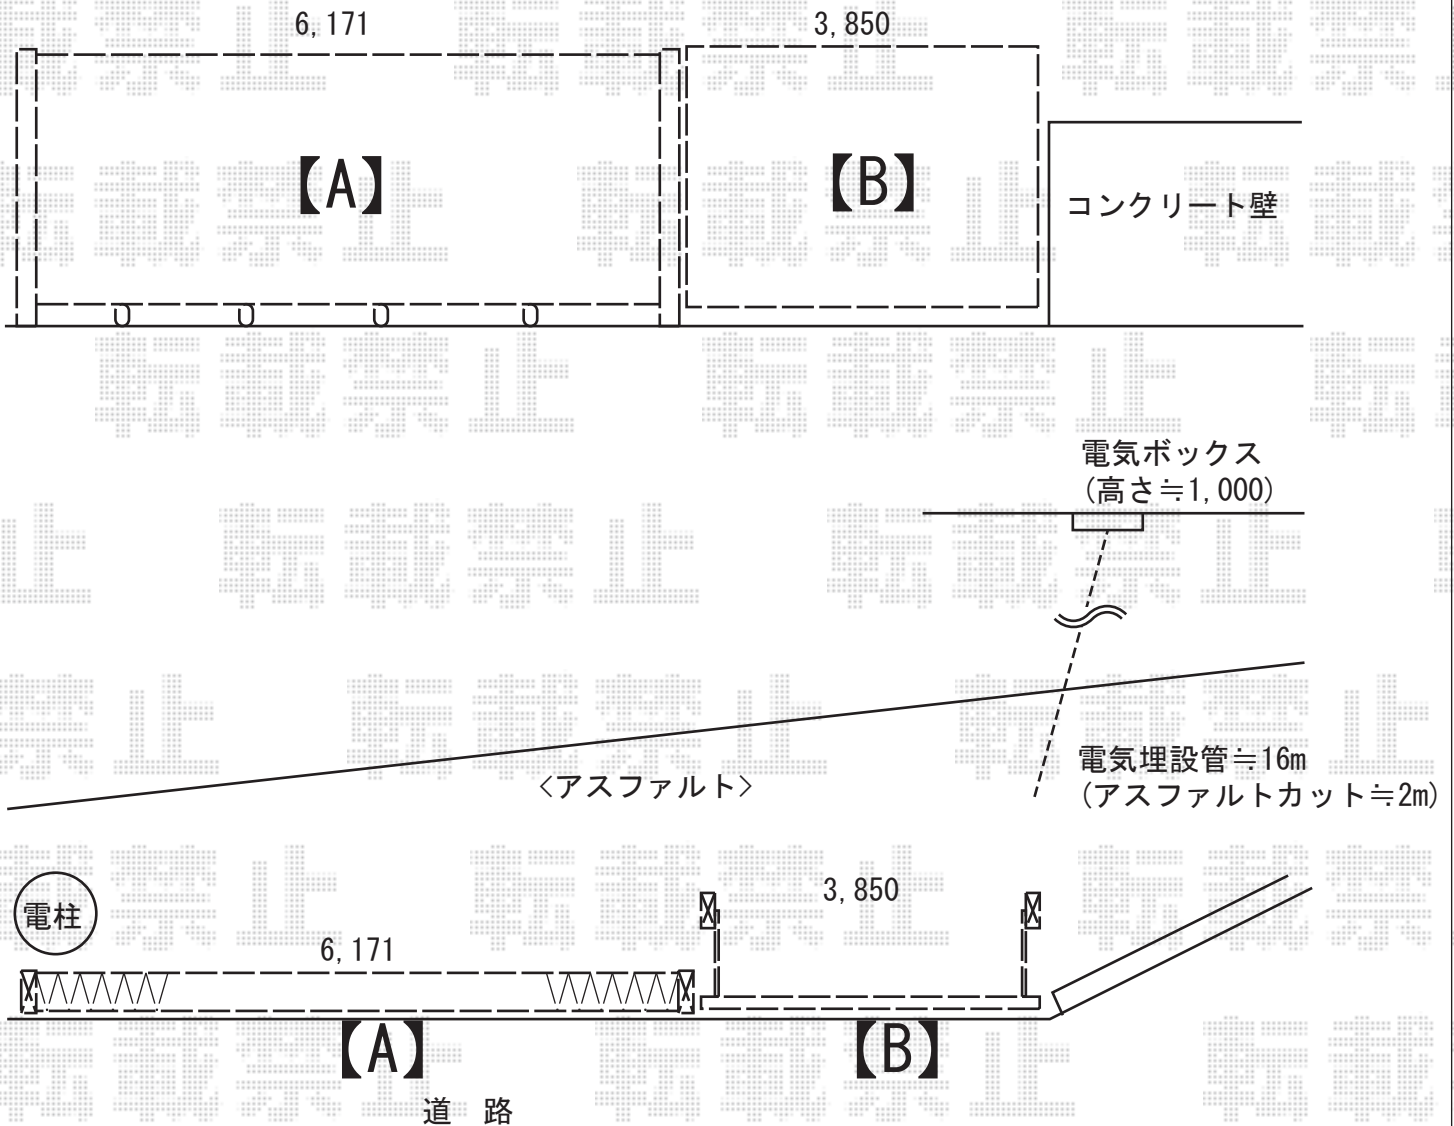 6,171
3,850
【A】
【B】
コンクリート壁
電気ボックス
(高さ≒1,000)
<アスファルト>
電気埋設管≒16m
(アスファルトカット≒2m)
電柱
6,171
3,850
【A】
【B】
道 路
転載禁止